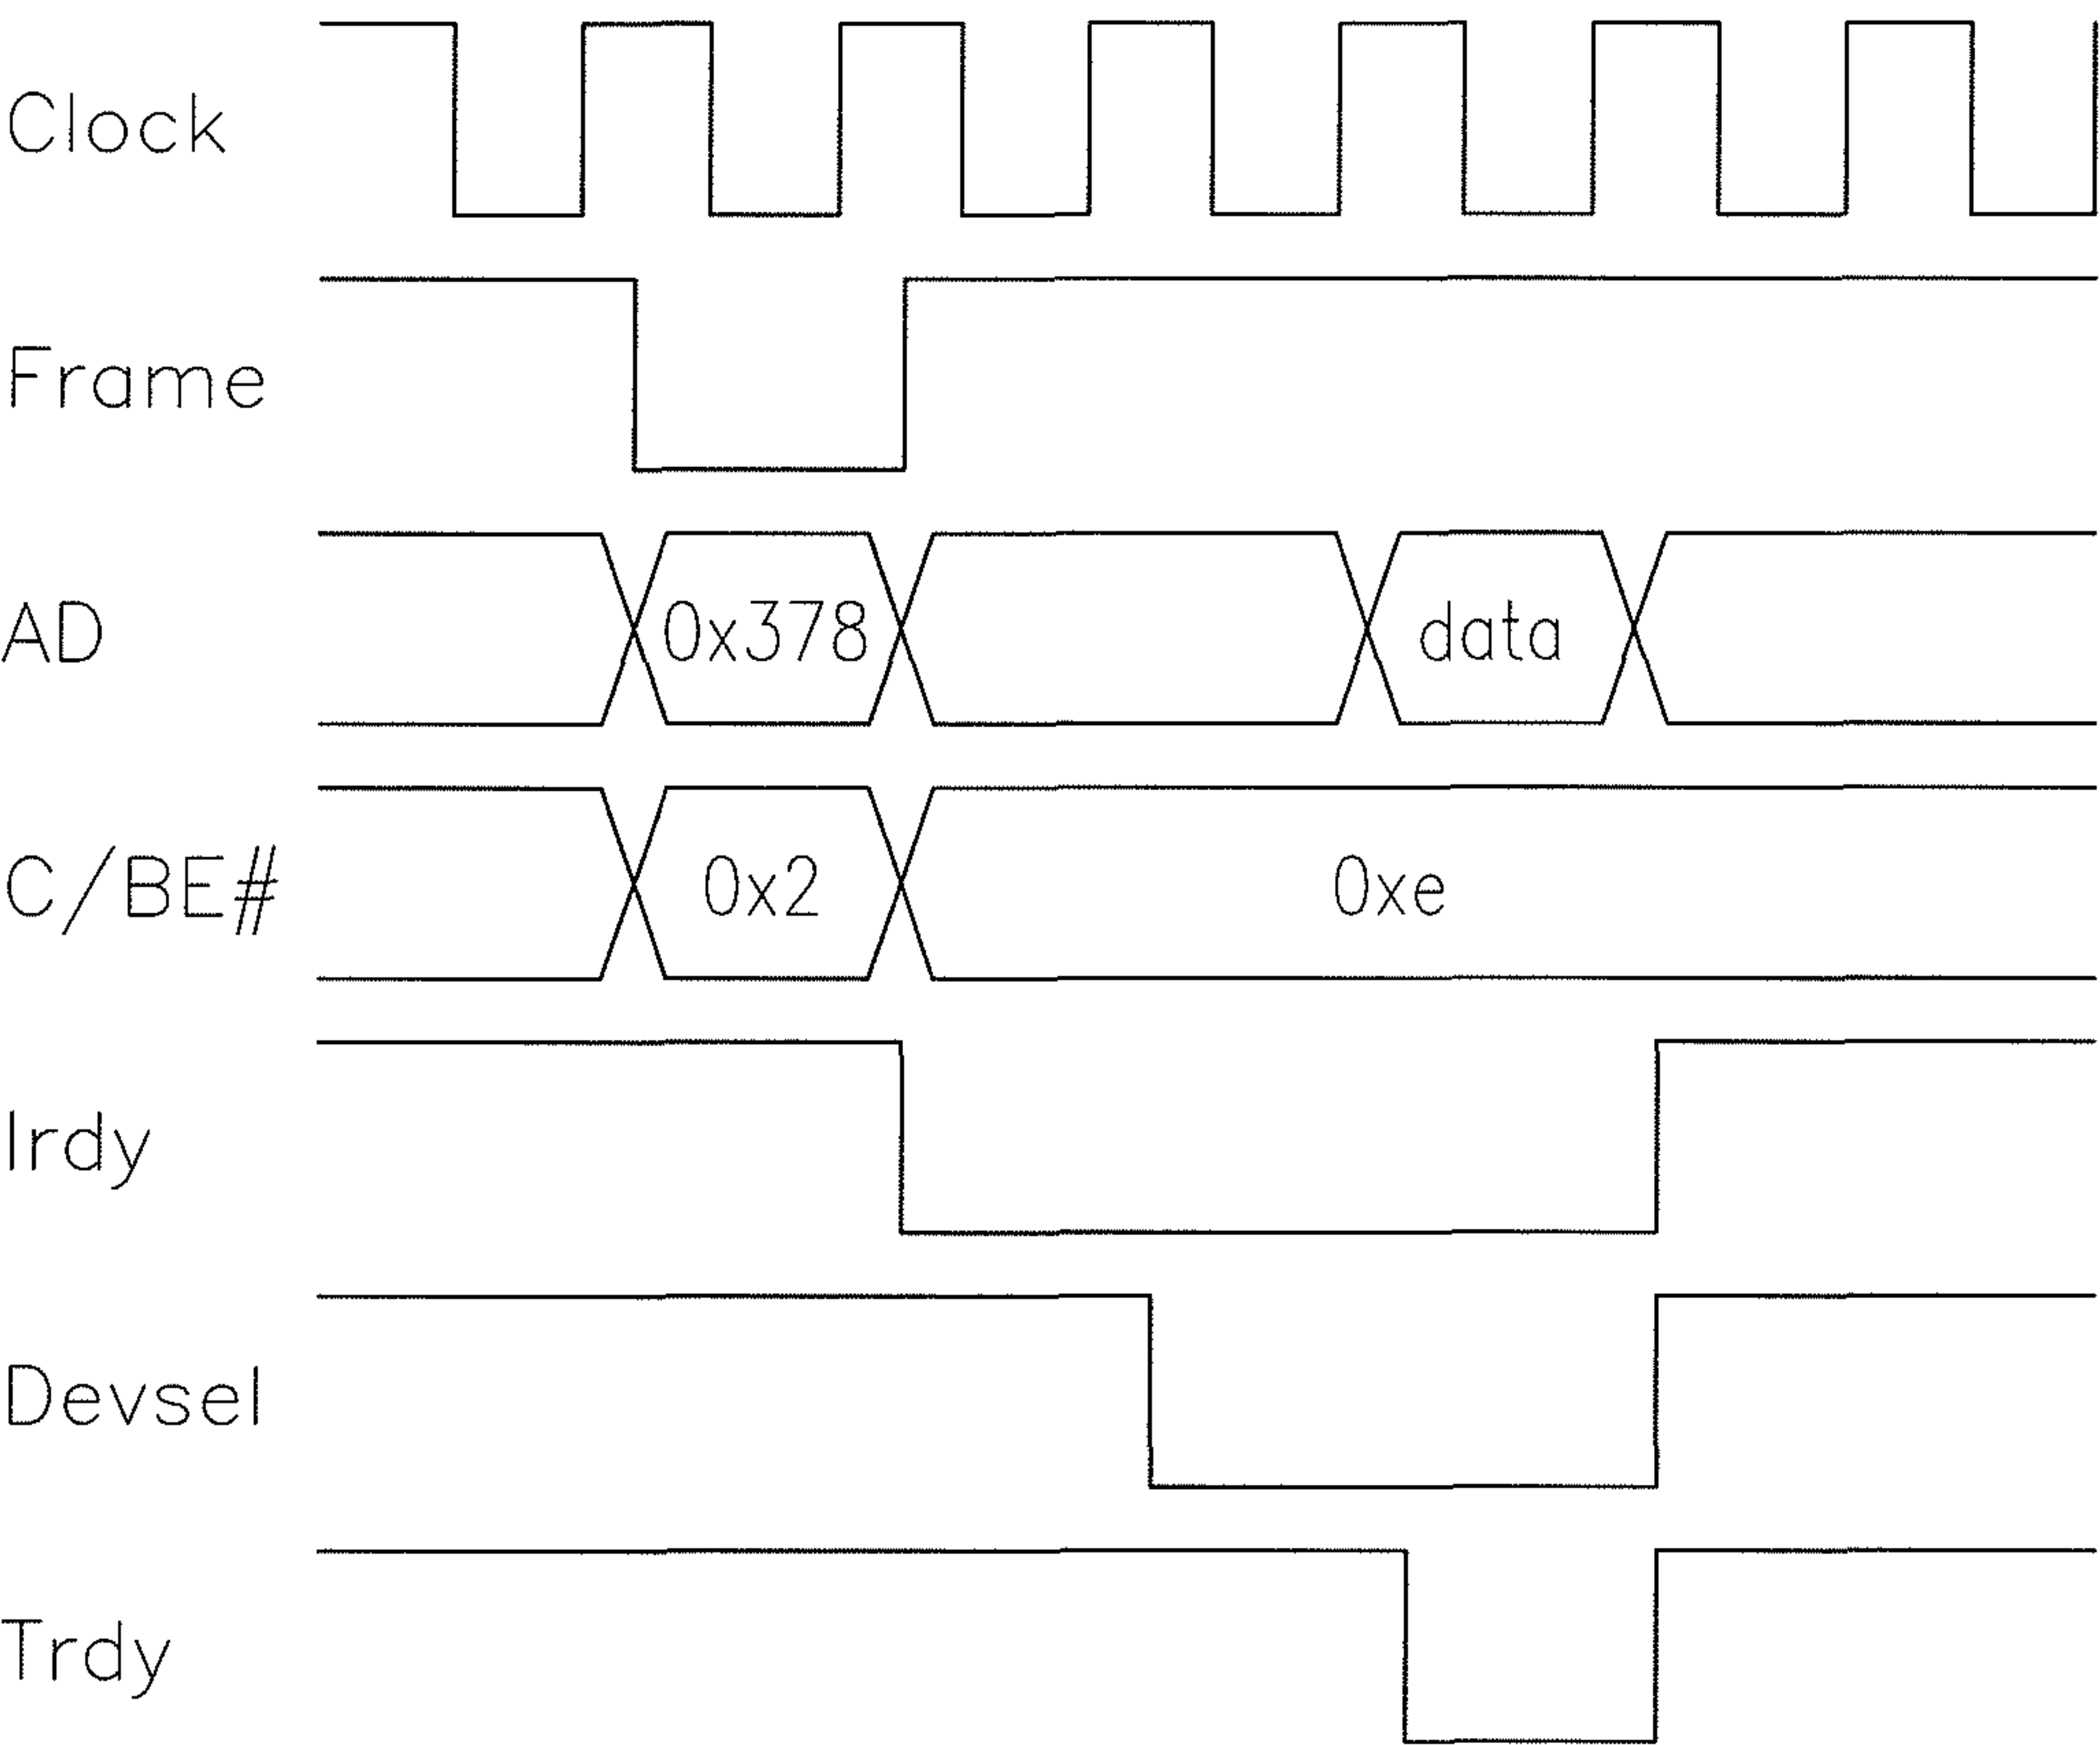 Clock
Frame
AD 0x378 data
C/BE# 0x2 0xe
Irdy
Devsel
Trdy